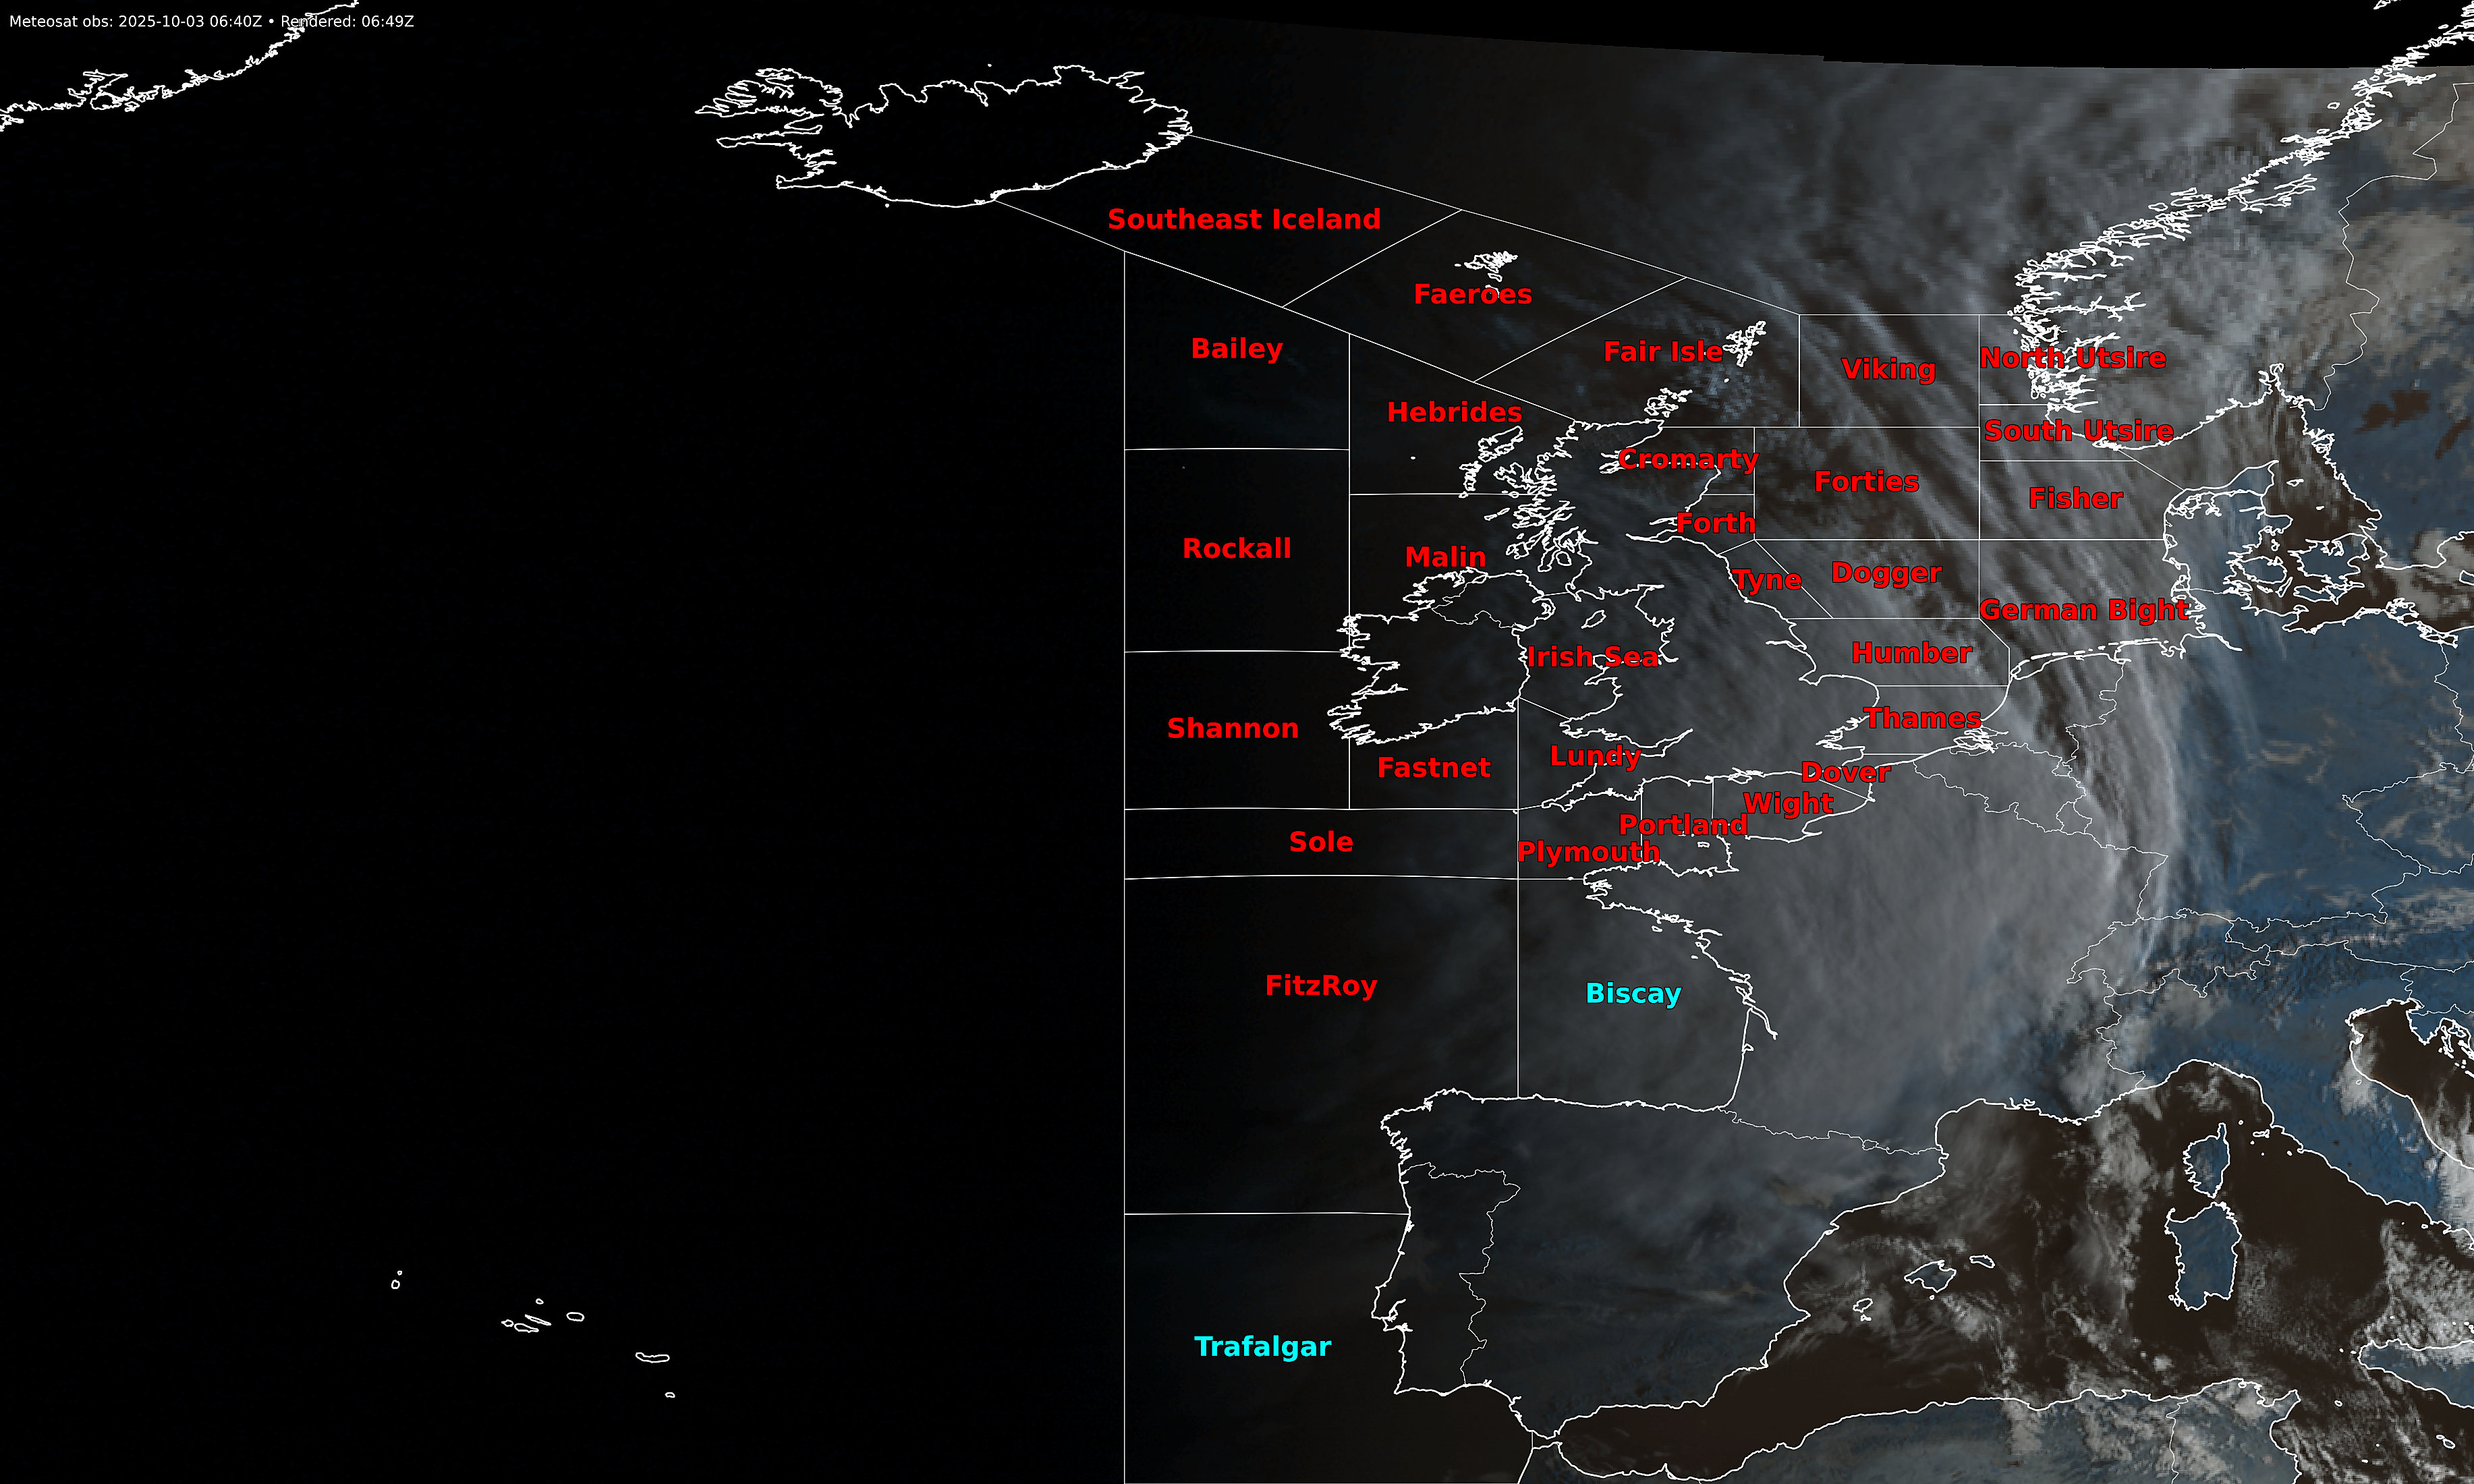 Meteosat obs: 2025-10-03 06:40Z • Rendered: 06:49Z
Southeast Iceland
Faeroes
Bailey
Fair Isle
Viking
North Utsire
Hebrides
South Utsire
Cromarty
Forties
Fisher
Forth
Rockall
Malin
Tyne
Dogger
German Bight
Irish Sea
Humber
Thames
Shannon
Fastnet
Lundy
Dover
Wight
Portland
Sole
Plymouth
FitzRoy
Biscay
Trafalgar